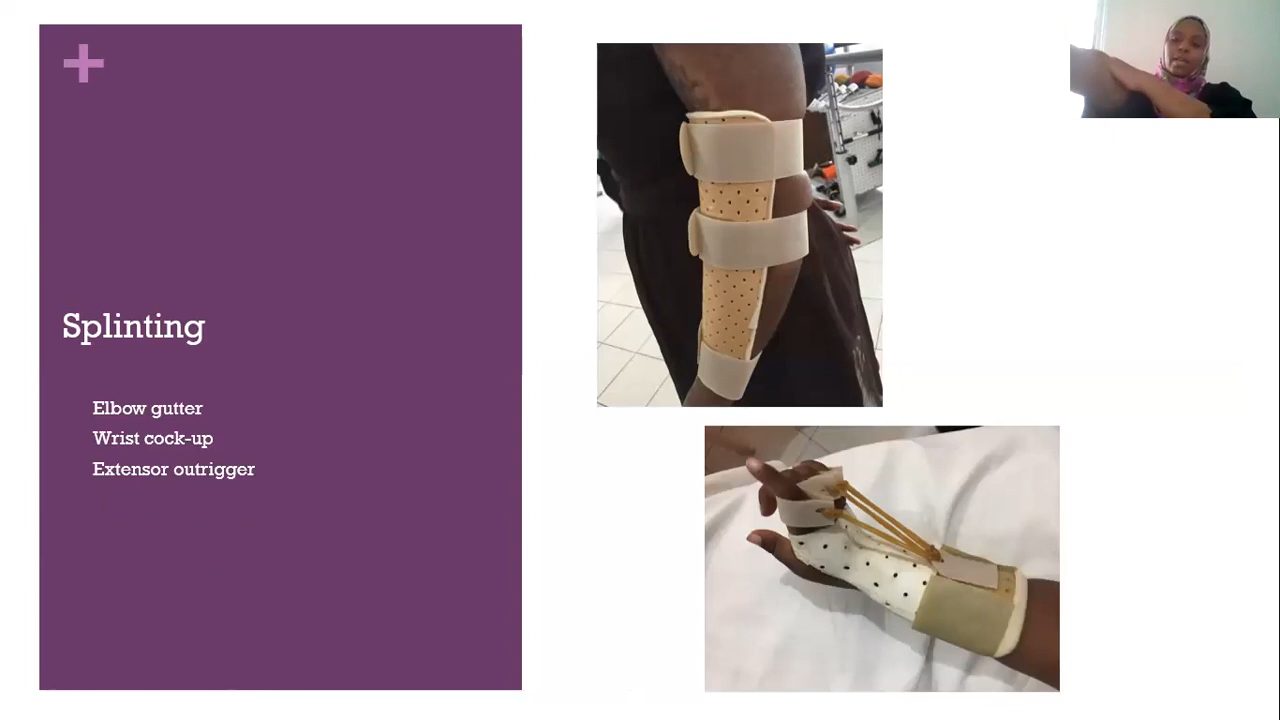 Splinting
Elbow gutter
Wrist cock-up
Extensor outrigger